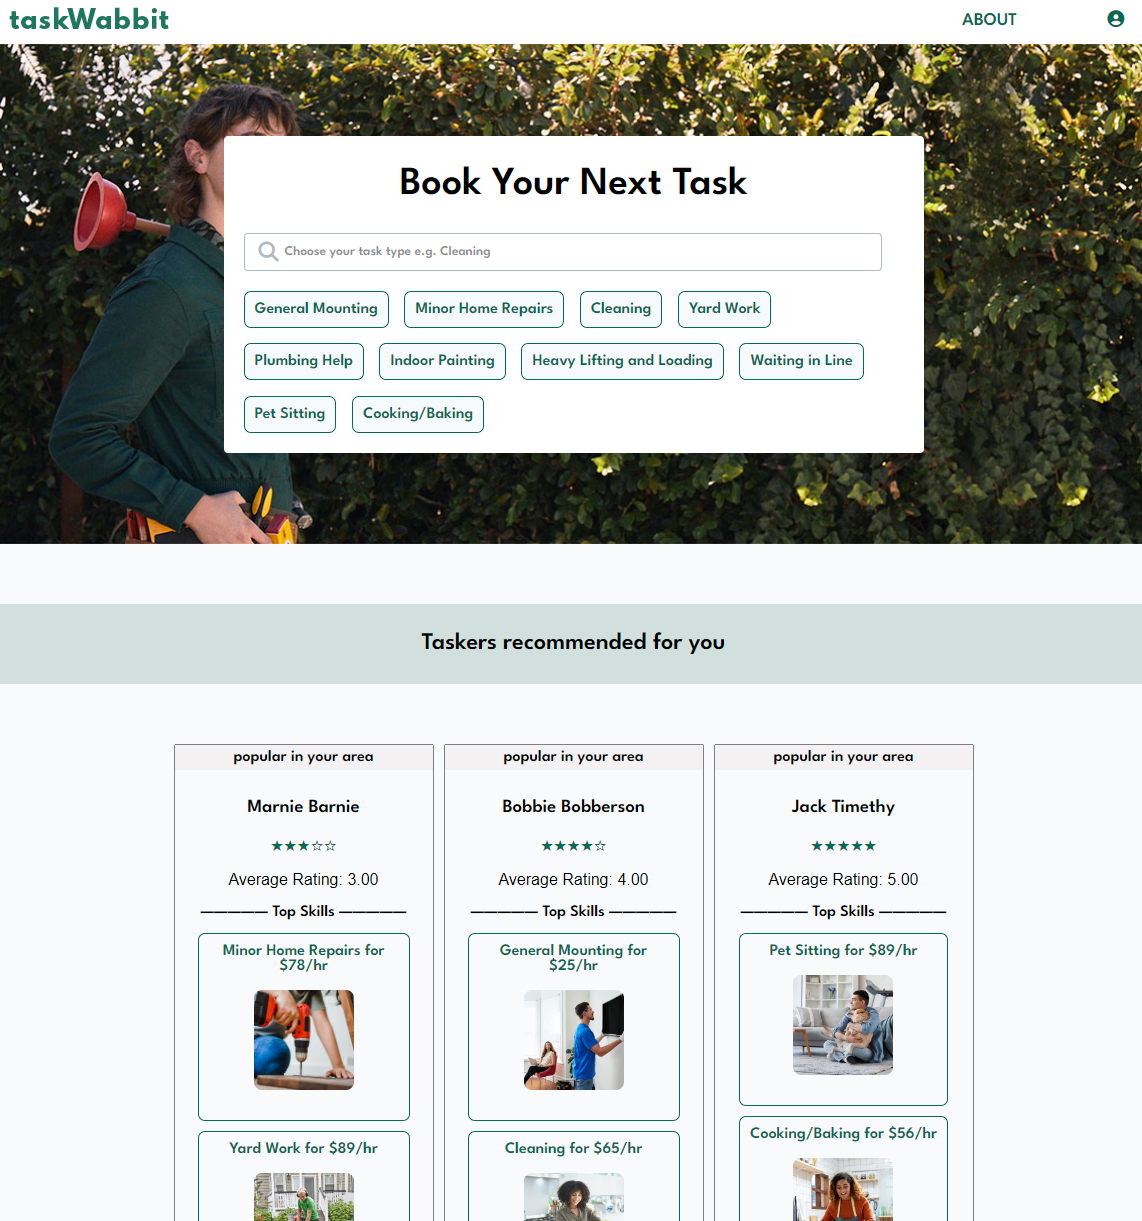 taskWabbit
ABOUT
Book Your Next Task
Choose your task type e.g. Cleaning
General Mounting
Minor Home Repairs
Cleaning
Yard Work
Plumbing Help
Indoor Painting
Heavy Lifting and Loading
Waiting in Line
Pet Sitting
Cooking/Baking
Taskers recommended for you
popular in your area
Marnie Barnie
★★★☆☆
Average Rating: 3.00
————— Top Skills —————
Minor Home Repairs for
$78/hr
Yard Work for $89/hr
popular in your area
Bobbie Bobberson
★★★★☆
Average Rating: 4.00
————— Top Skills —————
General Mounting for
$25/hr
Cleaning for $65/hr
popular in your area
Jack Timethy
★★★★★
Average Rating: 5.00
————— Top Skills —————
Pet Sitting for $89/hr
Cooking/Baking for $56/hr